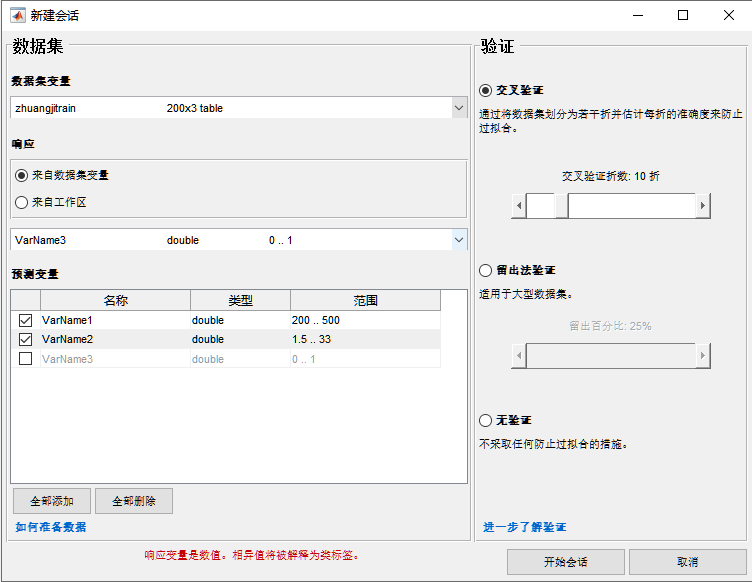 新建会话
数据集
数据集变量
zhuangjitrain 200x3 table
响应
来自数据集变量
来自工作区
VarName3 double 0 .. 1
预测变量
名称 类型 范围
VarName1 double 200 .. 500
VarName2 double 1.5 .. 33
VarName3 double 0 .. 1
全部添加 全部删除
如何准备数据
响应变量是数值。相异值将被解释为类标签。
验证
交叉验证
通过将数据集划分为若干折并估计每折的准确度来防止
过拟合。
交叉验证折数: 10 折
留出法验证
适用于大型数据集。
留出百分比: 25%
无验证
不采取任何防止过拟合的措施。
进一步了解验证
开始会话 取消